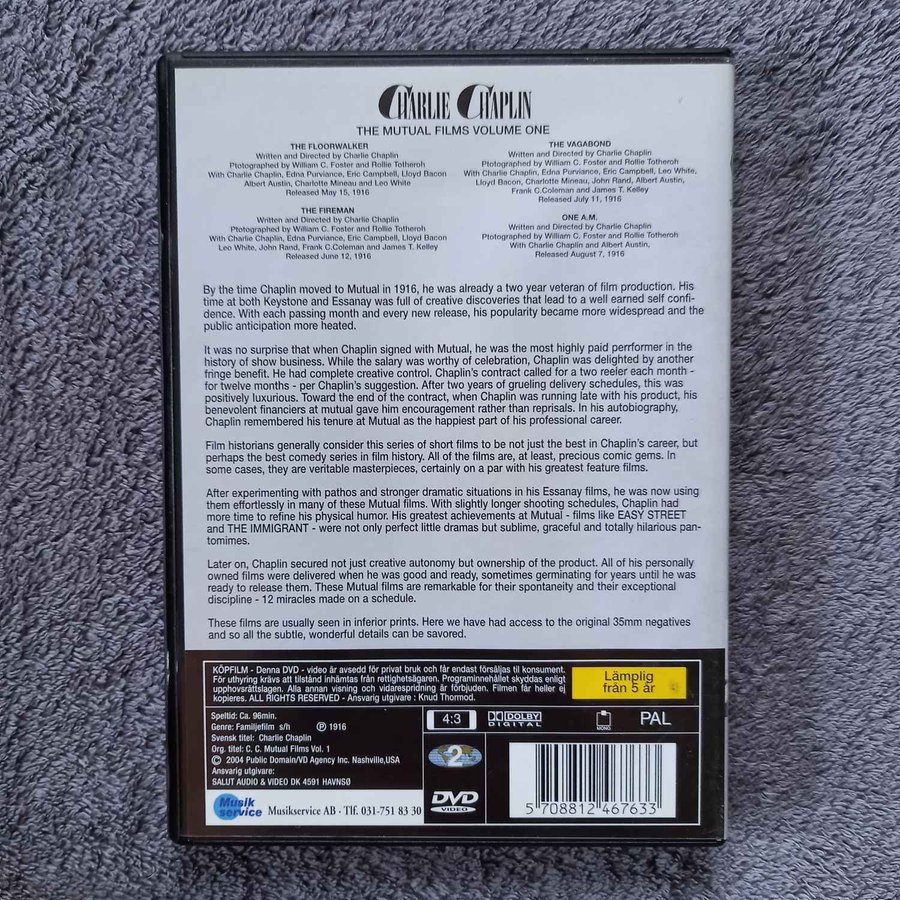 CHARLIE CHAPLIN
THE MUTUAL FILMS VOLUME ONE
THE FLOORWALKER
Written and Directed by Charlie Chaplin
Ptotographed by William C. Foster and Rollie Totheroh
With Charlie Chaplin, Edna Purviance, Eric Campbell, Lloyd Bacon
Albert Austin, Charlotte Mineau and Leo White
Released May 15, 1916
THE FIREMAN
Written and Directed by Charlie Chaplin
Ptotographed by William C. Foster and Rollie Totheroh
With Charlie Chaplin, Edna Purviance, Eric Campbell, Lloyd Bacon
Leo White, John Rand, Frank C.Coleman and James T. Kelley
Released June 12, 1916
THE VAGABOND
Written and Directed by Charlie Chaplin
Ptotographed by William C. Foster and Rollie Totheroh
With Charlie Chaplin, Edna Purviance, Eric Campbell, Leo White,
Lloyd Bacon, Charlotte Mineau, John Rand, Albert Austin,
Frank C.Coleman and James T. Kelley
Released July 11, 1916
ONE A.M.
Written and Directed by Charlie Chaplin
Ptotographed by William C. Foster and Rollie Totheroh
With Charlie Chaplin and Albert Austin,
Released August 7, 1916
By the time Chaplin moved to Mutual in 1916, he was already a two year veteran of film production. His
time at both Keystone and Essanay was full of creative discoveries that lead to a well earned self confi-
dence. With each passing month and every new release, his popularity became more widespread and the
public anticipation more heated.
It was no surprise that when Chaplin signed with Mutual, he was the most highly paid perrformer in the
history of show business. While the salary was worthy of celebration, Chaplin was delighted by another
fringe benefit. He had complete creative control. Chaplin's contract called for a two reeler each month -
for twelve months - per Chaplin's suggestion. After two years of grueling delivery schedules, this was
positively luxurious. Toward the end of the contract, when Chaplin was running late with his product, his
benevolent financiers at mutual gave him encouragement rather than reprisals. In his autobiography,
Chaplin remembered his tenure at Mutual as the happiest part of his professional career.
Film historians generally consider this series of short films to be not just the best in Chaplin's career, but
perhaps the best comedy series in film history. All of the films are, at least, precious comic gems. In
some cases, they are veritable masterpieces, certainly on a par with his greatest feature films.
After experimenting with pathos and stronger dramatic situations in his Essanay films, he was now using
them effortlessly in many of these Mutual films. With slightly longer shooting schedules, Chaplin had
more time to refine his physical humor. His greatest achievements at Mutual - films like EASY STREET
and THE IMMIGRANT - were not only perfect little dramas but sublime, graceful and totally hilarious pan-
tomimes.
Later on, Chaplin secured not just creative autonomy but ownership of the product. All of his personally
owned films were delivered when he was good and ready, sometimes germinating for years until he was
ready to release them. These Mutual films are remarkable for their spontaneity and their exceptional
discipline - 12 miracles made on a schedule.
These films are usually seen in inferior prints. Here we have had access to the original 35mm negatives
and so all the subtle, wonderful details can be savored.
KÖPFILM - Denna DVD - video är avsedd för privat bruk och får endast försäljas til konsument.
För uthyring krävs att tilstånd inhämtas från rettighetsägaren. Programinnehållet skyddas enligt
upphovsrättslagen. Alla annan visning och vidarespridning är förbjuden. Filmen får heller ej
kopieres. ALL RIGHTS RESERVED - Ansvarig utgivare : Knud Thormod.
Lämplig
från 5 år
Speltid: Ca. 96min.
Genre: Familjefilm s/h ℗ 1916
Svensk titel: Charlie Chaplin
Org. titel: C. C. Mutual Films Vol. 1
© 2004 Public Domain/VD Agency Inc. Nashville,USA
Ansvarig utgivare:
SALUT AUDIO & VIDEO DK 4591 HAVNSØ
Musik
service
Musikservice AB - Tlf. 031-751 83 30
4:3
DOLBY
DIGITAL
MONO
PAL
2
DVD
VIDEO
5 708812 467633